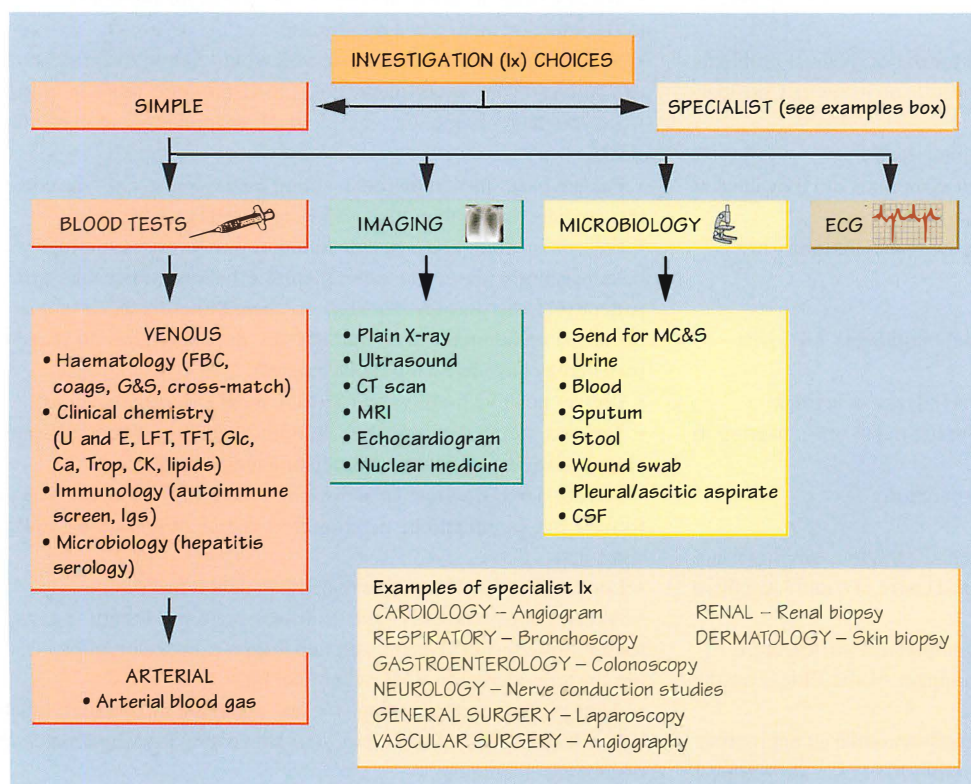 INVESTIGATION (Ix) CHOICES
SIMPLE
SPECIALIST (see examples box)
BLOOD TESTS
IMAGING
MICROBIOLOGY
ECG
VENOUS
• Haematology (FBC,
coags, G&S, cross-match)
• Clinical chemistry
(U and E, LFT, TFT, Glc,
Ca, Trop, CK, lipids)
• Immunology (autoimmune
screen, Igs)
• Microbiology (hepatitis
serology)
• Plain X-ray
• Ultrasound
• CT scan
• MRI
• Echocardiogram
• Nuclear medicine
• Send for MC&S
• Urine
• Blood
• Sputum
• Stool
• Wound swab
• Pleural/ascitic aspirate
• CSF
ARTERIAL
• Arterial blood gas
Examples of specialist Ix
CARDIOLOGY – Angiogram
RESPIRATORY – Bronchoscopy
GASTROENTEROLOGY – Colonoscopy
NEUROLOGY – Nerve conduction studies
GENERAL SURGERY – Laparoscopy
VASCULAR SURGERY – Angiography
RENAL – Renal biopsy
DERMATOLOGY – Skin biopsy